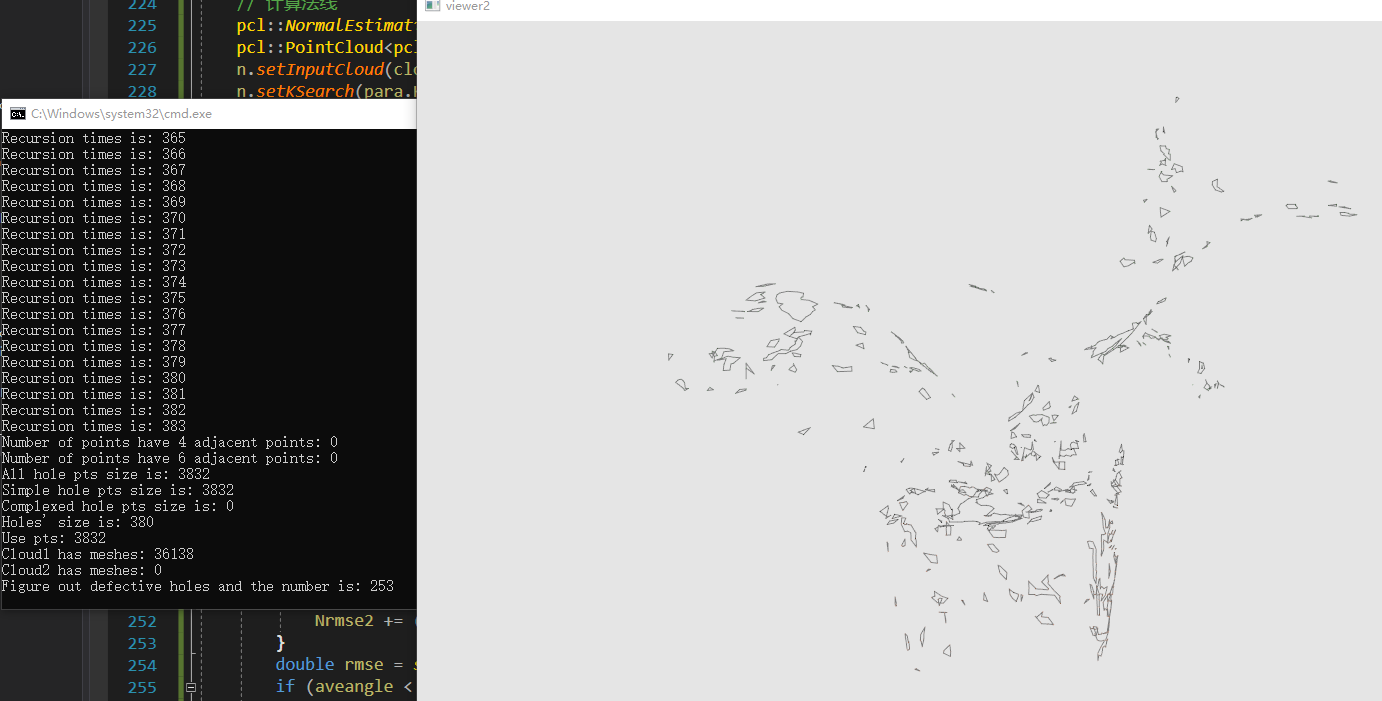 224 // 计算法线
225 pcl::NormalEstimat
226 pcl::PointCloud<pcl
227 n.setInputCloud(clo
228 n.setKSearch(para.
viewer2
C:\Windows\system32\cmd.exe
Recursion times is: 365
Recursion times is: 366
Recursion times is: 367
Recursion times is: 368
Recursion times is: 369
Recursion times is: 370
Recursion times is: 371
Recursion times is: 372
Recursion times is: 373
Recursion times is: 374
Recursion times is: 375
Recursion times is: 376
Recursion times is: 377
Recursion times is: 378
Recursion times is: 379
Recursion times is: 380
Recursion times is: 381
Recursion times is: 382
Recursion times is: 383
Number of points have 4 adjacent points: 0
Number of points have 6 adjacent points: 0
All hole pts size is: 3832
Simple hole pts size is: 3832
Complexed hole pts size is: 0
Holes' size is: 380
Use pts: 3832
Cloud1 has meshes: 36138
Cloud2 has meshes: 0
Figure out defective holes and the number is: 253
252 Nrmse2 += (
253 }
254 double rmse = s
255 if (aveangle <